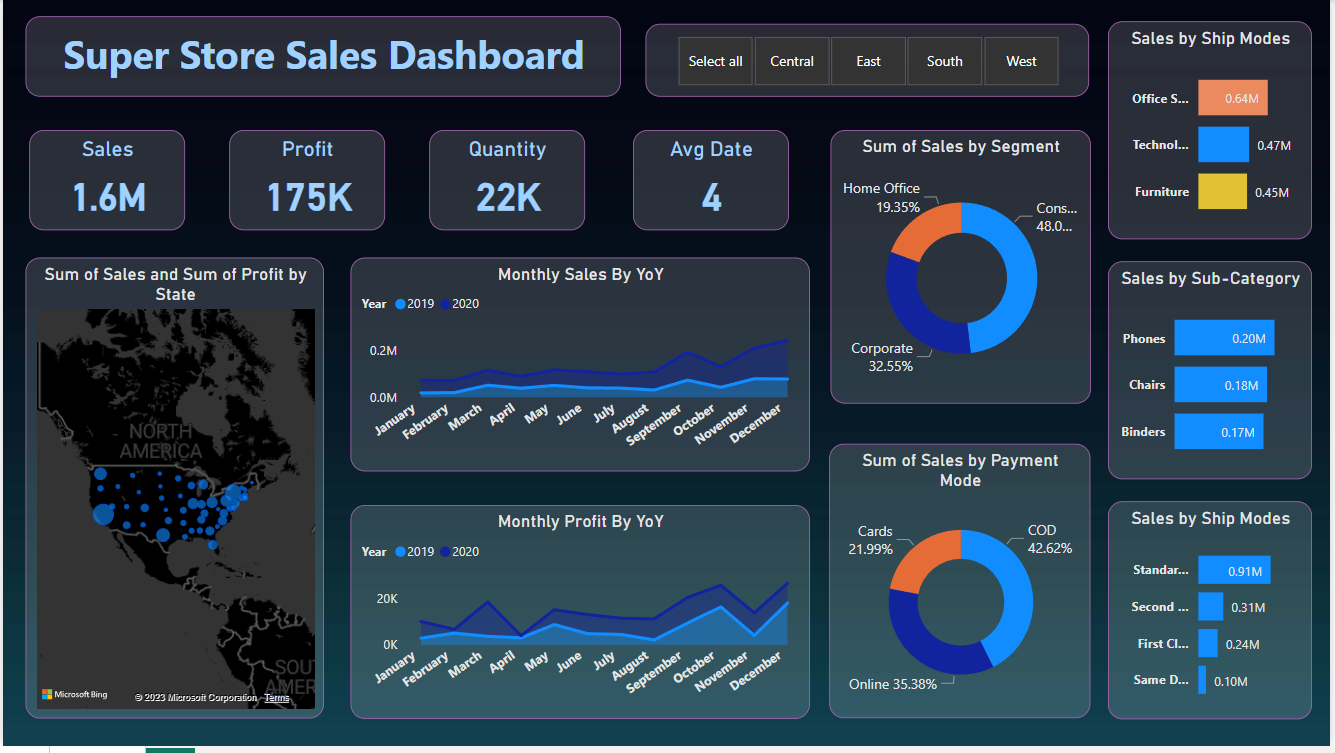 Super Store Sales Dashboard
Select all
Central
East
South
West
Sales
1.6M
Profit
175K
Quantity
22K
Avg Date
4
Sum of Sales and Sum of Profit by
State
NORTH
AMERICA
SOUT
AMER
Microsoft Bing
© 2023 Microsoft Corporation Terms
Monthly Sales By YoY
Year 2019 2020
0.2M
0.0M
January
February
March
April
May
June
July
August
September
October
November
December
Monthly Profit By YoY
Year 2019 2020
20K
0K
January
February
March
April
May
June
July
August
September
October
November
December
Sum of Sales by Segment
Home Office
19.35%
Cons...
48.0...
Corporate
32.55%
Sum of Sales by Payment
Mode
Cards
21.99%
COD
42.62%
Online 35.38%
Sales by Ship Modes
Office S... 0.64M
Technol... 0.47M
Furniture 0.45M
Sales by Sub-Category
Phones 0.20M
Chairs 0.18M
Binders 0.17M
Sales by Ship Modes
Standar... 0.91M
Second ... 0.31M
First Cl... 0.24M
Same D... 0.10M